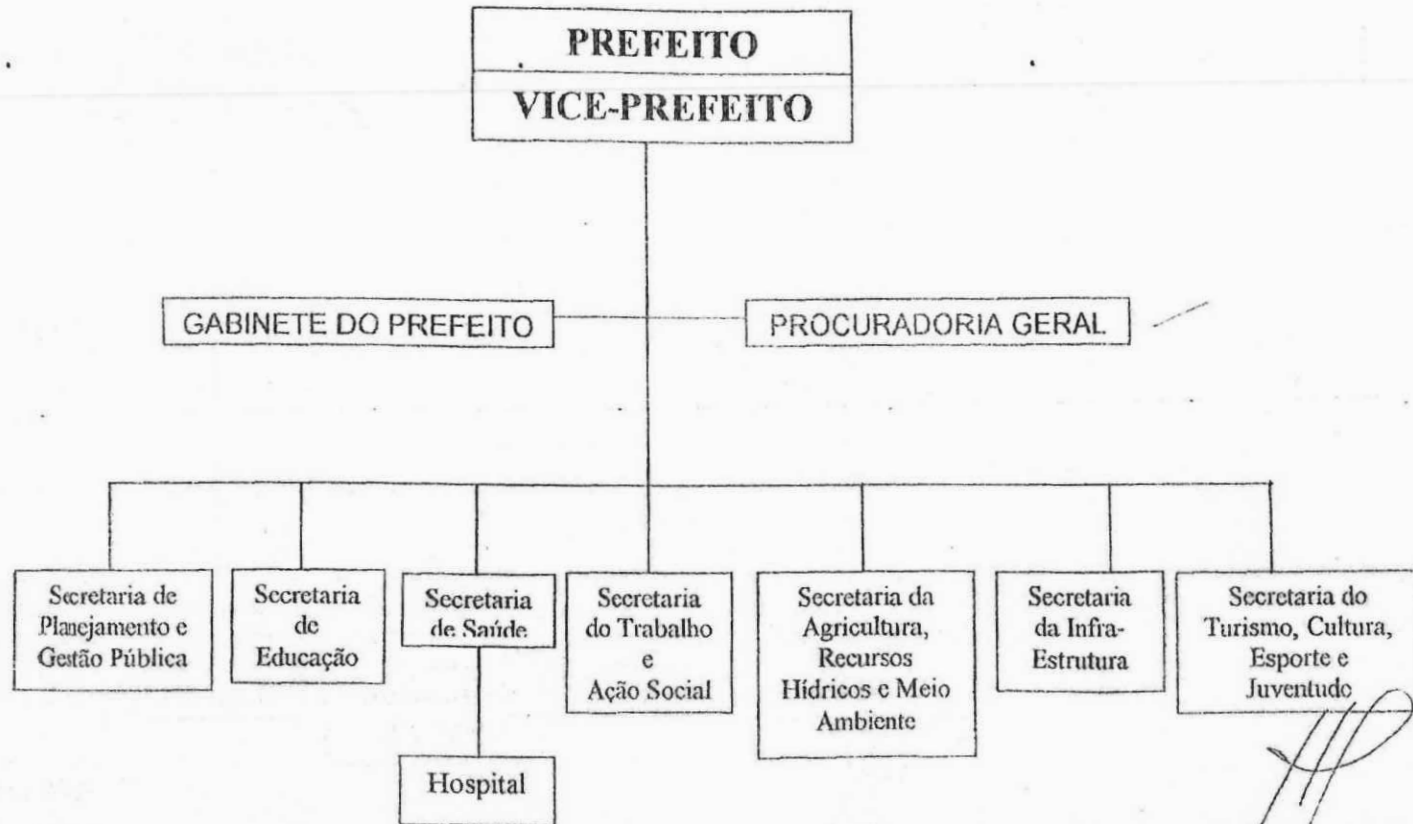 PREFEITO
VICE-PREFEITO
GABINETE DO PREFEITO
PROCURADORIA GERAL
Secretaria de
Planejamento e
Gestão Pública
Secretaria
de
Educação
Secretaria
de Saúde
Secretaria
do Trabalho
e
Ação Social
Secretaria da
Agricultura,
Recursos
Hídricos e Meio
Ambiente
Secretaria
da Infra-
Estrutura
Secretaria do
Turismo, Cultura,
Esporte e
Juventude
Hospital